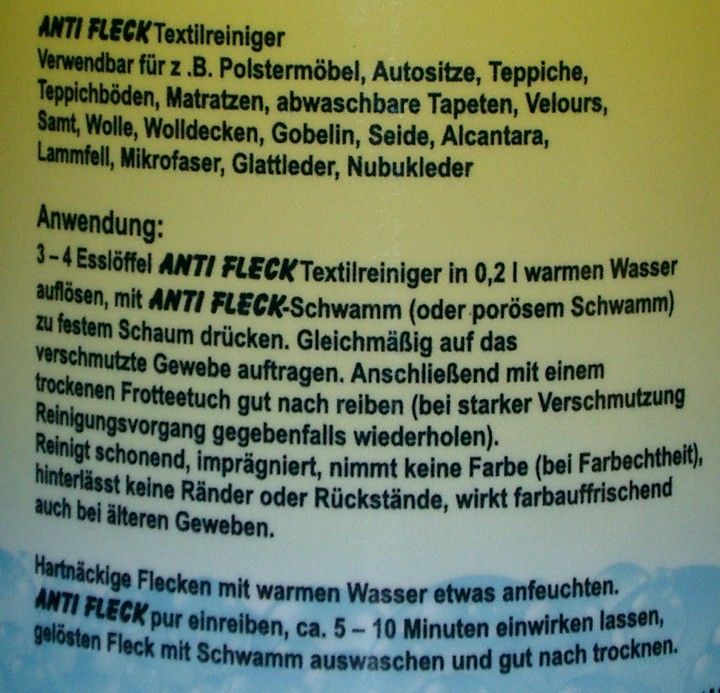 ANTI FLECK Textilreiniger
Verwendbar für z .B. Polstermöbel, Autositze, Teppiche,
Teppichböden, Matratzen, abwaschbare Tapeten, Velours,
Samt, Wolle, Wolldecken, Gobelin, Seide, Alcantara,
Lammfell, Mikrofaser, Glattleder, Nubukleder
Anwendung:
3 – 4 Esslöffel ANTI FLECK Textilreiniger in 0,2 l warmen Wasser
auflösen, mit ANTI FLECK-Schwamm (oder porösem Schwamm)
zu festem Schaum drücken. Gleichmäßig auf das
verschmutzte Gewebe auftragen. Anschließend mit einem
trockenen Frotteetuch gut nach reiben (bei starker Verschmutzung
Reinigungsvorgang gegebenfalls wiederholen).
Reinigt schonend, imprägniert, nimmt keine Farbe (bei Farbechtheit),
hinterlässt keine Ränder oder Rückstände, wirkt farbauffrischend
auch bei älteren Geweben.
Hartnäckige Flecken mit warmen Wasser etwas anfeuchten.
ANTI FLECK pur einreiben, ca. 5 – 10 Minuten einwirken lassen,
gelösten Fleck mit Schwamm auswaschen und gut nach trocknen.